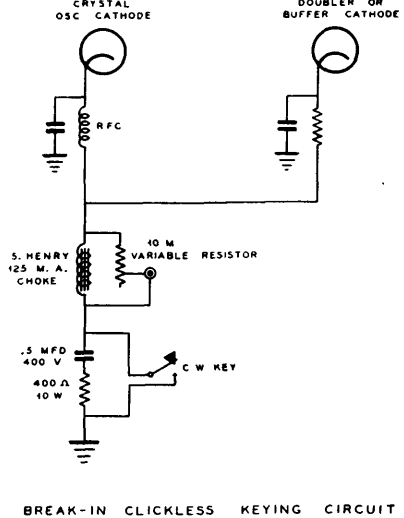 CRYSTAL
OSC CATHODE
DOUBLER OR
BUFFER CATHODE
RFC
5. HENRY
125 M. A.
CHOKE
10 M
VARIABLE RESISTOR
.5 MFD
400 V
400 Ω
10 W
C W KEY
BREAK-IN CLICKLESS KEYING CIRCUIT